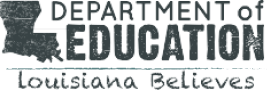 DEPARTMENT of
EDUCATION
Louisiana Believes